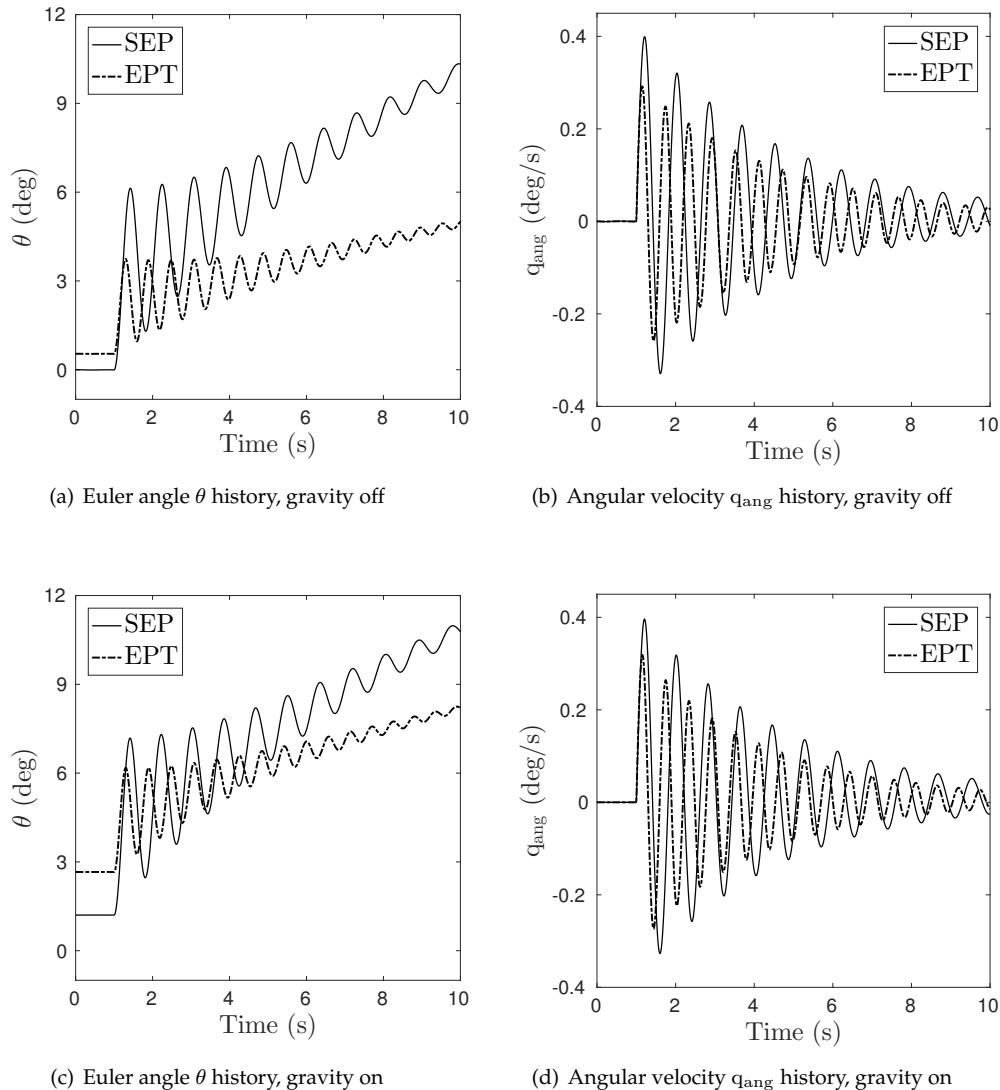 12
9
6
3
0
θ (deg)
SEP
EPT
0 2 4 6 8 10
Time (s)
(a) Euler angle θ history, gravity off
0.4
0.2
0
-0.2
-0.4
q_ang (deg/s)
SEP
EPT
0 2 4 6 8 10
Time (s)
(b) Angular velocity q_ang history, gravity off
12
9
6
3
0
θ (deg)
SEP
EPT
0 2 4 6 8 10
Time (s)
(c) Euler angle θ history, gravity on
0.4
0.2
0
-0.2
-0.4
q_ang (deg/s)
SEP
EPT
0 2 4 6 8 10
Time (s)
(d) Angular velocity q_ang history, gravity on